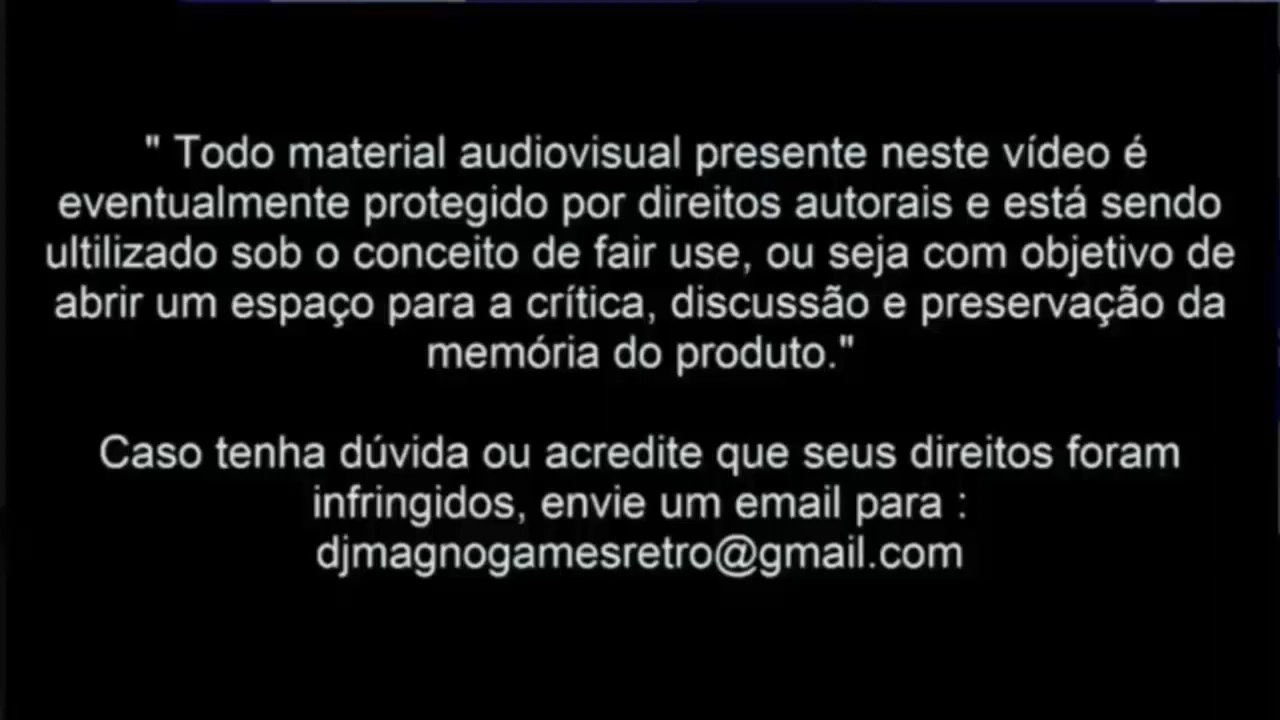 " Todo material audiovisual presente neste vídeo é
eventualmente protegido por direitos autorais e está sendo
ultilizado sob o conceito de fair use, ou seja com objetivo de
abrir um espaço para a crítica, discussão e preservação da
memória do produto."
Caso tenha dúvida ou acredite que seus direitos foram
infringidos, envie um email para :
djmagnogamesretro@gmail.com